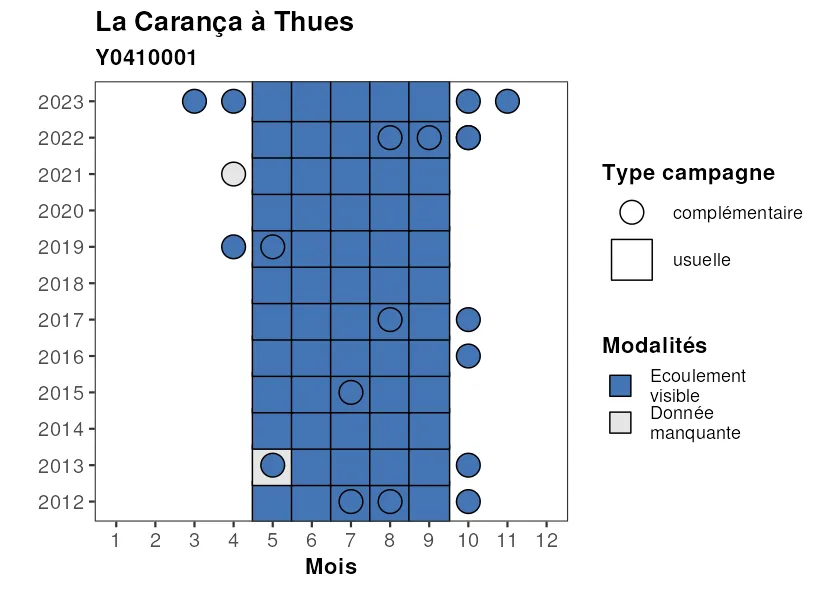 La Carança à Thues
Y0410001
2023
2022
2021
2020
2019
2018
2017
2016
2015
2014
2013
2012
1 2 3 4 5 6 7 8 9 10 11 12
Mois
Type campagne
complémentaire
usuelle
Modalités
Ecoulement
visible
Donnée
manquante